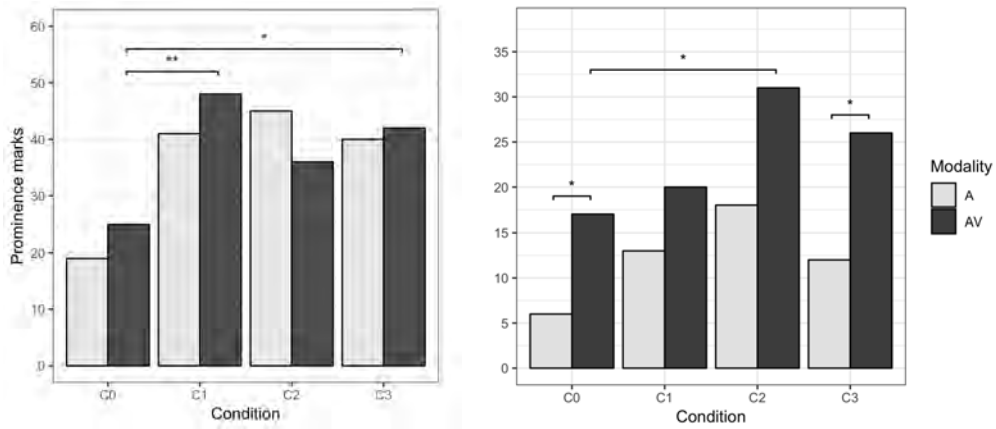 Prominence marks
60
50
40
30
20
10
0
*
**
C0
C1
C2
C3
Condition
35
30
25
20
15
10
5
0
*
*
*
C0
C1
C2
C3
Condition
Modality
A
AV